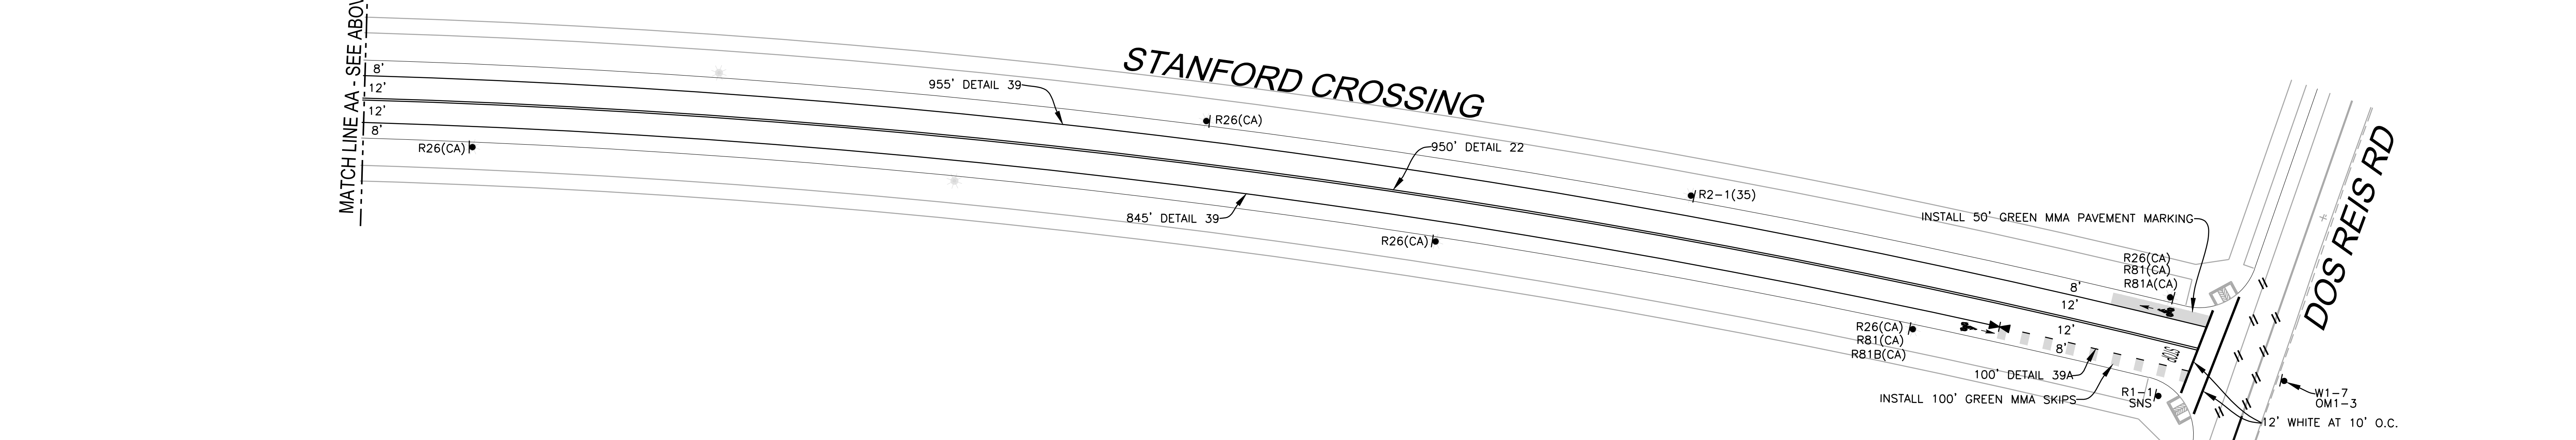 MATCH LINE AA - SEE ABOV
8'
12'
12'
8'
R26(CA)
955' DETAIL 39
STANFORD CROSSING
R26(CA)
950' DETAIL 22
845' DETAIL 39
R26(CA)
R2-1(35)
INSTALL 50' GREEN MMA PAVEMENT MARKING
R26(CA)
R81(CA)
R81A(CA)
8'
12'
12'
8'
R26(CA)
R81(CA)
R81B(CA)
STOP
100' DETAIL 39A
INSTALL 100' GREEN MMA SKIPS
R1-1
SNS
DOS REIS RD
W1-7
OM1-3
12' WHITE AT 10' O.C.